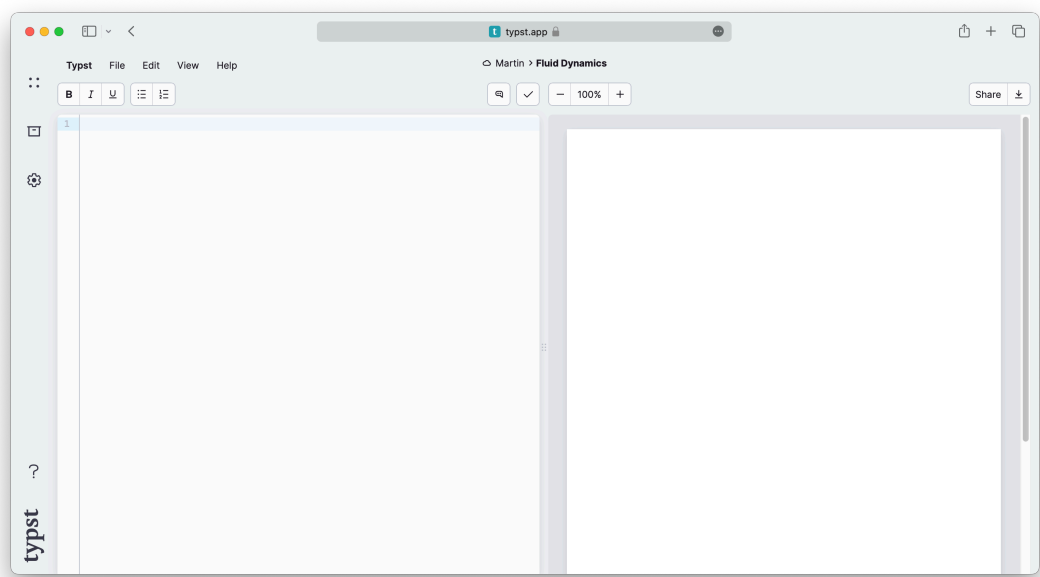 t typst.app
Typst File Edit View Help
Martin > Fluid Dynamics
B I U
100%
Share
1
?
typst